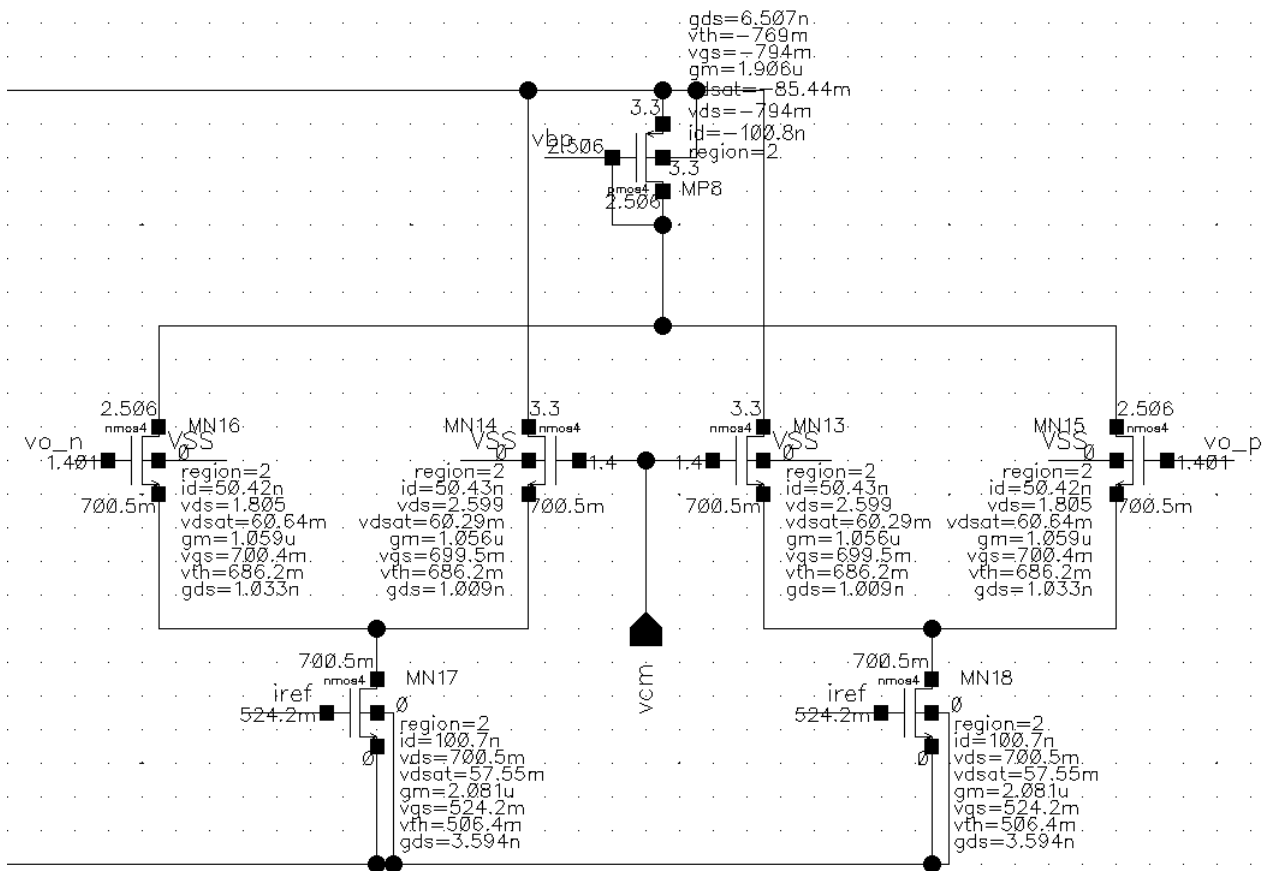 gds=6.507n
vth=-769m
vgs=-794m
gm=1.906u
vdsat=-85.44m
3.3
vds=-794m
id=-100.8n
vbp
2.506
region=2
3.3
pmos4
MP8
2.506
2.506
MN16
nmos4
vo_n
1.401
VSS
0
700.5m
region=2
id=50.42n
vds=1.805
vdsat=60.64m
gm=1.059u
vgs=700.4m
vth=686.2m
gds=1.033n
3.3
MN14
nmos4
VSS
0
1.4
700.5m
region=2
id=50.43n
vds=2.599
vdsat=60.29m
gm=1.056u
vgs=699.5m
vth=686.2m
gds=1.009n
3.3
MN13
nmos4
1.4
VSS
0
700.5m
region=2
id=50.43n
vds=2.599
vdsat=60.29m
gm=1.056u
vgs=699.5m
vth=686.2m
gds=1.009n
2.506
MN15
nmos4
VSS
0
vo_p
1.401
700.5m
region=2
id=50.42n
vds=1.805
vdsat=60.64m
gm=1.059u
vgs=700.4m
vth=686.2m
gds=1.033n
vcm
700.5m
nmos4
MN17
iref
524.2m
0
0
region=2
id=100.7n
vds=700.5m
vdsat=57.55m
gm=2.081u
vgs=524.2m
vth=506.4m
gds=3.594n
700.5m
nmos4
MN18
iref
524.2m
0
0
region=2
id=100.7n
vds=700.5m
vdsat=57.55m
gm=2.081u
vgs=524.2m
vth=506.4m
gds=3.594n